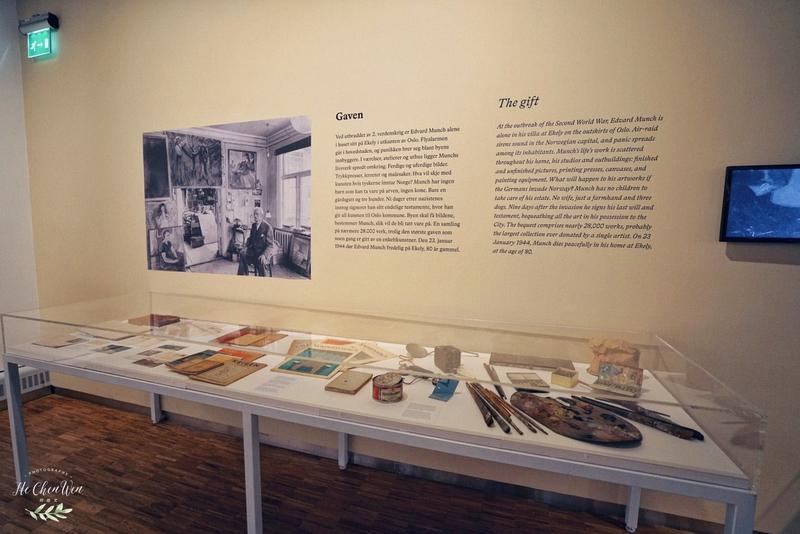 Gaven
Ved utbruddet av 2. verdenskrig er Edvard Munch alene
i huset sitt på Ekely i utkanten av Oslo. Flyalarmen
går i hovedstaden, og panikken brer seg blant byens
innbyggere. I værelser, atelierer og uthus ligger Munchs
livsverk spredt omkring. Ferdige og uferdige bilder.
Trykkpresser, lerreter og malesaker. Hva vil skje med
kunsten hvis tyskerne inntar Norge? Munch har ingen
barn som kan ta vare på arven, ingen kone. Bare en
gårdsgutt og tre hunder. Ni dager etter nazistenes
inntog signerer han sitt endelige testamente, hvor han
gir all kunsten til Oslo kommune. Byen skal få bildene,
bestemmer Munch, slik vil de bli tatt vare på. En samling
på nærmere 28.000 verk, trolig den største gaven som
noen gang er gitt av en enkeltkunstner. Den 23. januar
1944 dør Edvard Munch fredelig på Ekely, 80 år gammel.
The gift
At the outbreak of the Second World War, Edvard Munch is
alone in his villa at Ekely on the outskirts of Oslo. Air-raid
sirens sound in the Norwegian capital, and panic spreads
among its inhabitants. Munch's life's work is scattered
throughout his home, his studios and outbuildings: finished
and unfinished pictures, printing presses, canvases, and
painting equipment. What will happen to his artworks if
the Germans invade Norway? Munch has no children to
take care of his estate. No wife, just a farmhand and three
dogs. Nine days after the invasion he signs his last will and
testament, bequeathing all the art in his possession to the
City. The bequest comprises nearly 28,000 works, probably
the largest collection ever donated by a single artist. On 23
January 1944, Munch dies peacefully in his home at Ekely,
at the age of 80.
PHOTOGRAPHY
He Chen Wen